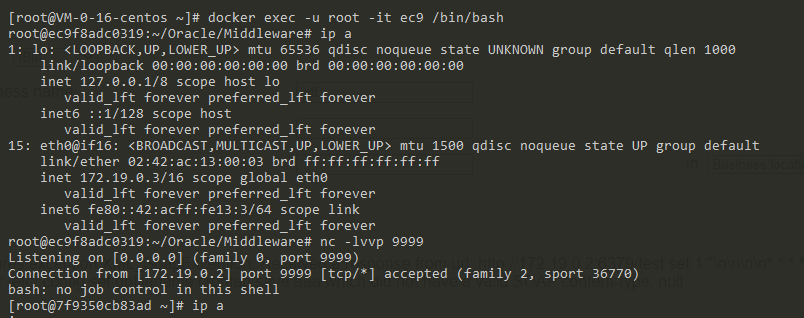 [root@VM-0-16-centos ~]# docker exec -u root -it ec9 /bin/bash
root@ec9f8adc0319:~/Oracle/Middleware# ip a
1: lo: <LOOPBACK,UP,LOWER_UP> mtu 65536 qdisc noqueue state UNKNOWN group default qlen 1000
    link/loopback 00:00:00:00:00:00 brd 00:00:00:00:00:00
    inet 127.0.0.1/8 scope host lo
       valid_lft forever preferred_lft forever
    inet6 ::1/128 scope host
       valid_lft forever preferred_lft forever
15: eth0@if16: <BROADCAST,MULTICAST,UP,LOWER_UP> mtu 1500 qdisc noqueue state UP group default
    link/ether 02:42:ac:13:00:03 brd ff:ff:ff:ff:ff:ff
    inet 172.19.0.3/16 scope global eth0
       valid_lft forever preferred_lft forever
    inet6 fe80::42:acff:fe13:3/64 scope link
       valid_lft forever preferred_lft forever
root@ec9f8adc0319:~/Oracle/Middleware# nc -lvvp 9999
Listening on [0.0.0.0] (family 0, port 9999)
Connection from [172.19.0.2] port 9999 [tcp/*] accepted (family 2, sport 36770)
bash: no job control in this shell
[root@7f9350cb83ad ~]# ip a